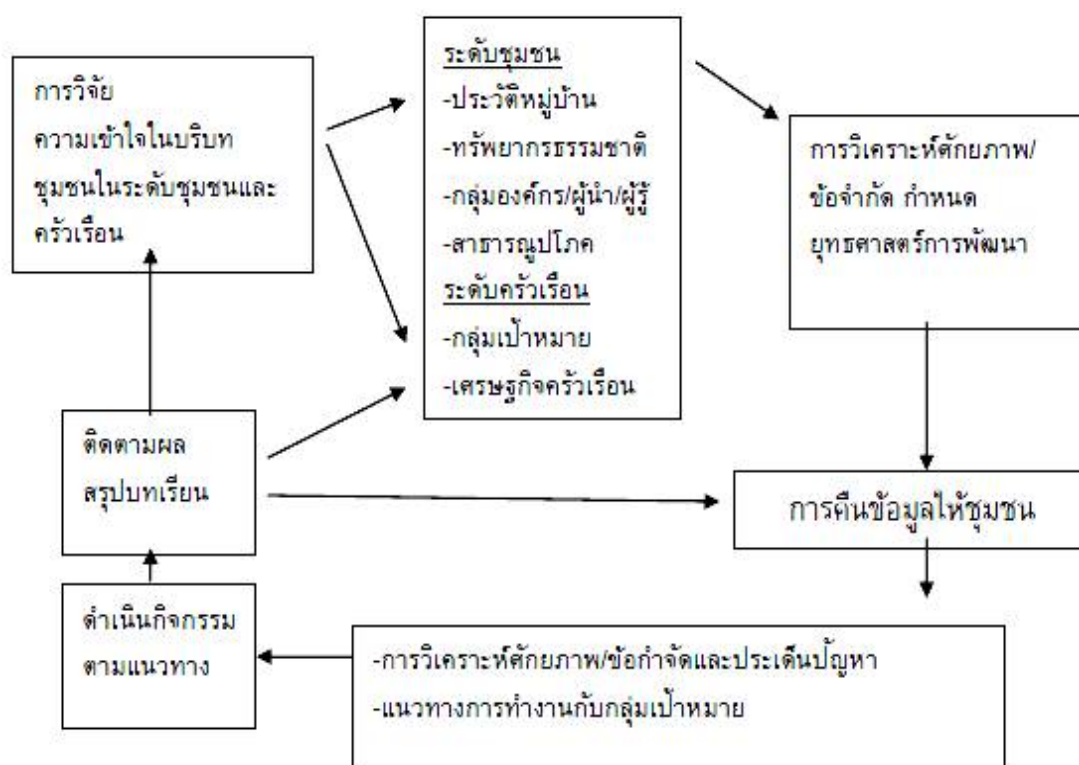 การวิจัย
ความเข้าใจในบริบท
ชุมชนในระดับชุมชนและ
ครัวเรือน
ระดับชุมชน
-ประวัติหมู่บ้าน
-ทรัพยากรธรรมชาติ
-กลุ่มองค์กร/ผู้นำ/ผู้รู้
-สาธารณูปโภค
ระดับครัวเรือน
-กลุ่มเป้าหมาย
-เศรษฐกิจครัวเรือน
การวิเคราะห์ศักยภาพ/
ข้อจำกัด กำหนด
ยุทธศาสตร์การพัฒนา
การคืนข้อมูลให้ชุมชน
-การวิเคราะห์ศักยภาพ/ข้อกำจัดและประเด็นปัญหา
-แนวทางการทำงานกับกลุ่มเป้าหมาย
ดำเนินกิจกรรม
ตามแนวทาง
ติดตามผล
สรุปบทเรียน